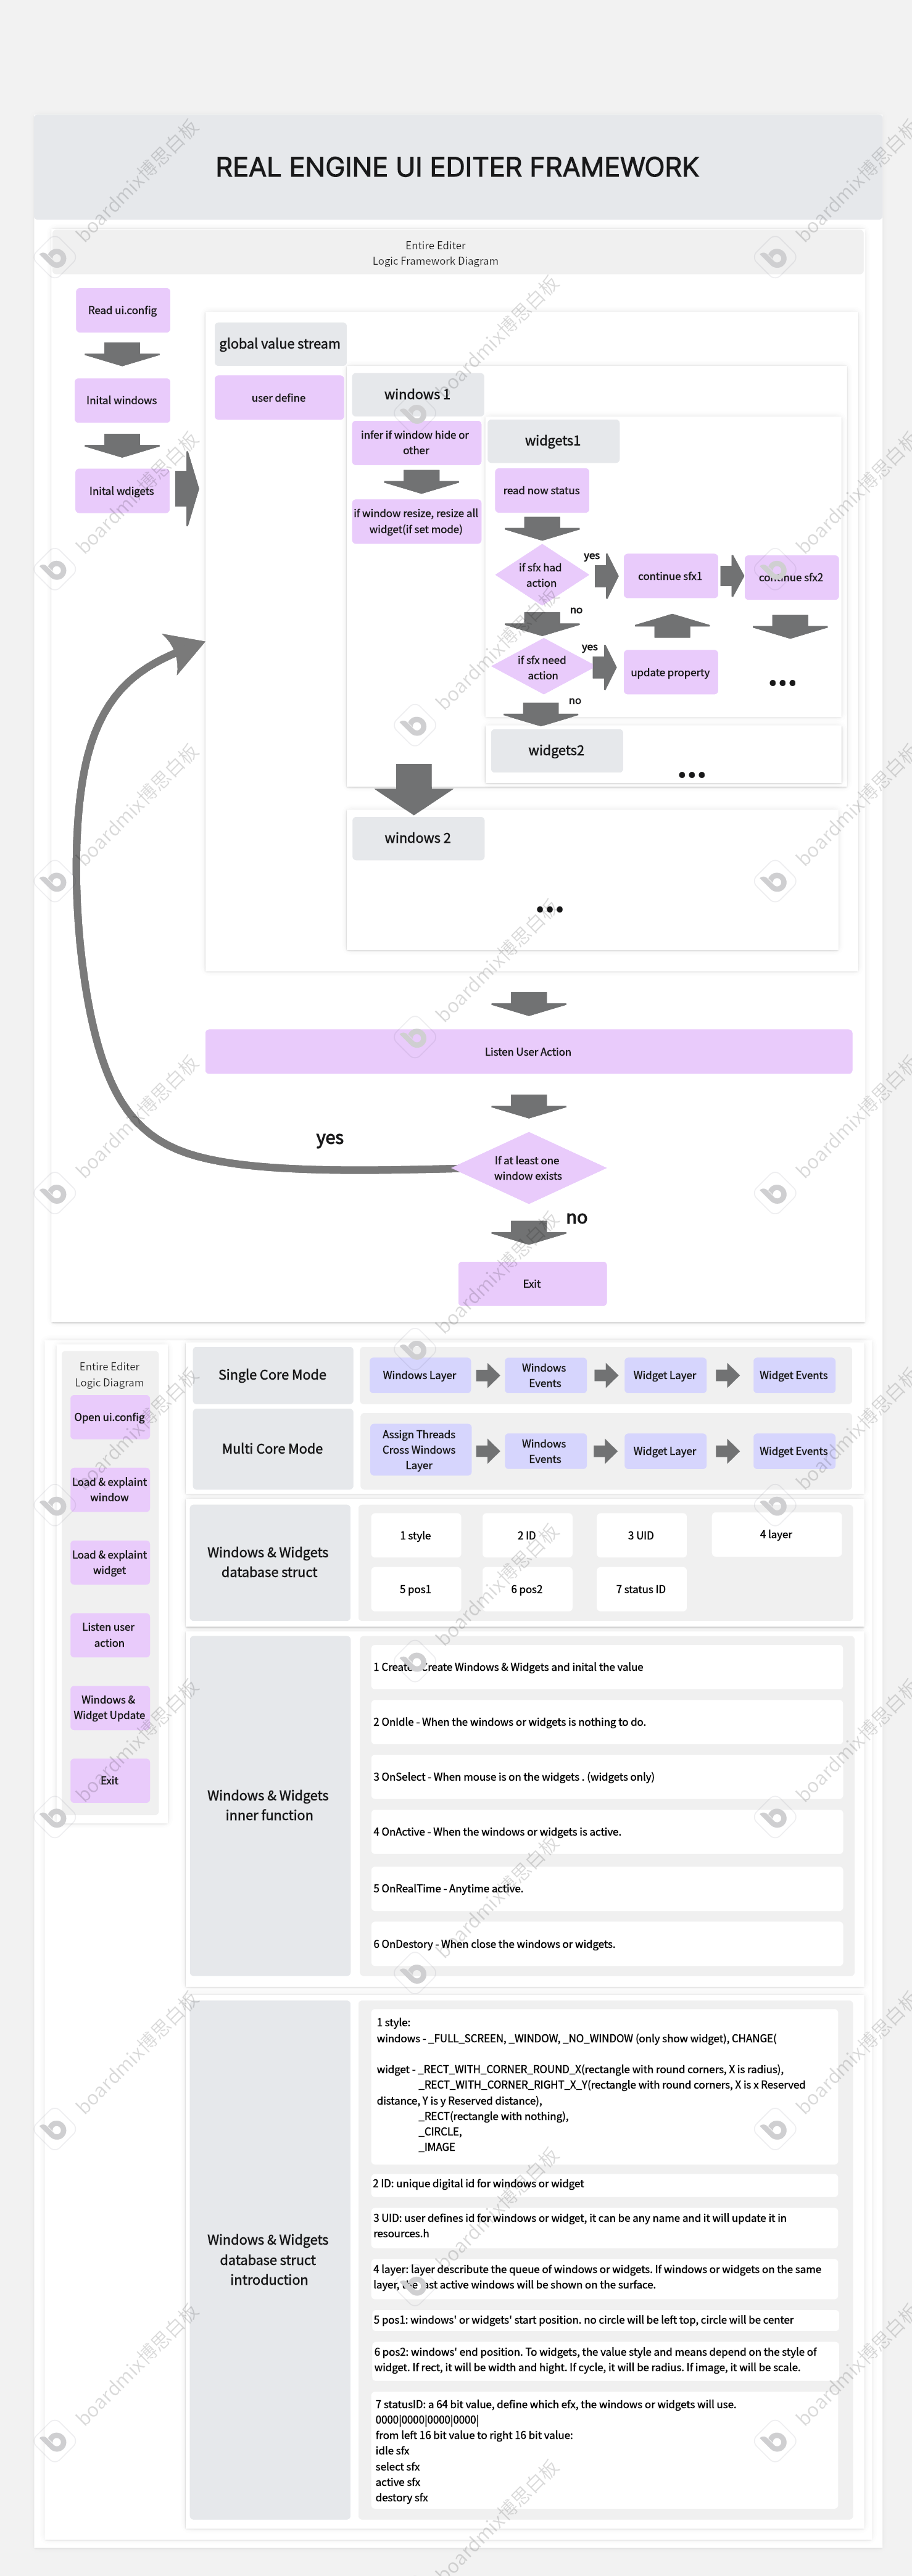 REAL ENGINE UI EDITER FRAMEWORK
Entire Editer
Logic Framework Diagram
Read ui.config
Inital windows
Inital wdigets
global value stream
user define
windows 1
infer if window hide or
other
if window resize, resize all
widget(if set mode)
widgets1
read now status
if sfx had
action
yes
continue sfx1
continue sfx2
no
if sfx need
action
yes
update property
•••
no
widgets2
•••
windows 2
•••
Listen User Action
yes
If at least one
window exists
no
Exit
Entire Editer
Logic Diagram
Open ui.config
Load & explaint
window
Load & explaint
widget
Listen user
action
Windows &
Widget Update
Exit
Single Core Mode
Windows Layer
Windows
Events
Widget Layer
Widget Events
Multi Core Mode
Assign Threads
Cross Windows
Layer
Windows
Events
Widget Layer
Widget Events
Windows & Widgets
database struct
1 style
2 ID
3 UID
4 layer
5 pos1
6 pos2
7 status ID
Windows & Widgets
inner function
1 Create - Create Windows & Widgets and inital the value
2 OnIdle - When the windows or widgets is nothing to do.
3 OnSelect - When mouse is on the widgets . (widgets only)
4 OnActive - When the windows or widgets is active.
5 OnRealTime - Anytime active.
6 OnDestory - When close the windows or widgets.
Windows & Widgets
database struct
introduction
1 style:
windows - _FULL_SCREEN, _WINDOW, _NO_WINDOW (only show widget), CHANGE(
widget - _RECT_WITH_CORNER_ROUND_X(rectangle with round corners, X is radius),
_RECT_WITH_CORNER_RIGHT_X_Y(rectangle with round corners, X is x Reserved
distance, Y is y Reserved distance),
_RECT(rectangle with nothing),
_CIRCLE,
_IMAGE
2 ID: unique digital id for windows or widget
3 UID: user defines id for windows or widget, it can be any name and it will update it in
resources.h
4 layer: layer describute the queue of windows or widgets. If windows or widgets on the same
layer, the last active windows will be shown on the surface.
5 pos1: windows' or widgets' start position. no circle will be left top, circle will be center
6 pos2: windows' end position. To widgets, the value style and means depend on the style of
widget. If rect, it will be width and hight. If cycle, it will be radius. If image, it will be scale.
7 statusID: a 64 bit value, define which efx, the windows or widgets will use.
0000|0000|0000|0000|
from left 16 bit value to right 16 bit value:
idle sfx
select sfx
active sfx
destory sfx
boardmix博思白板